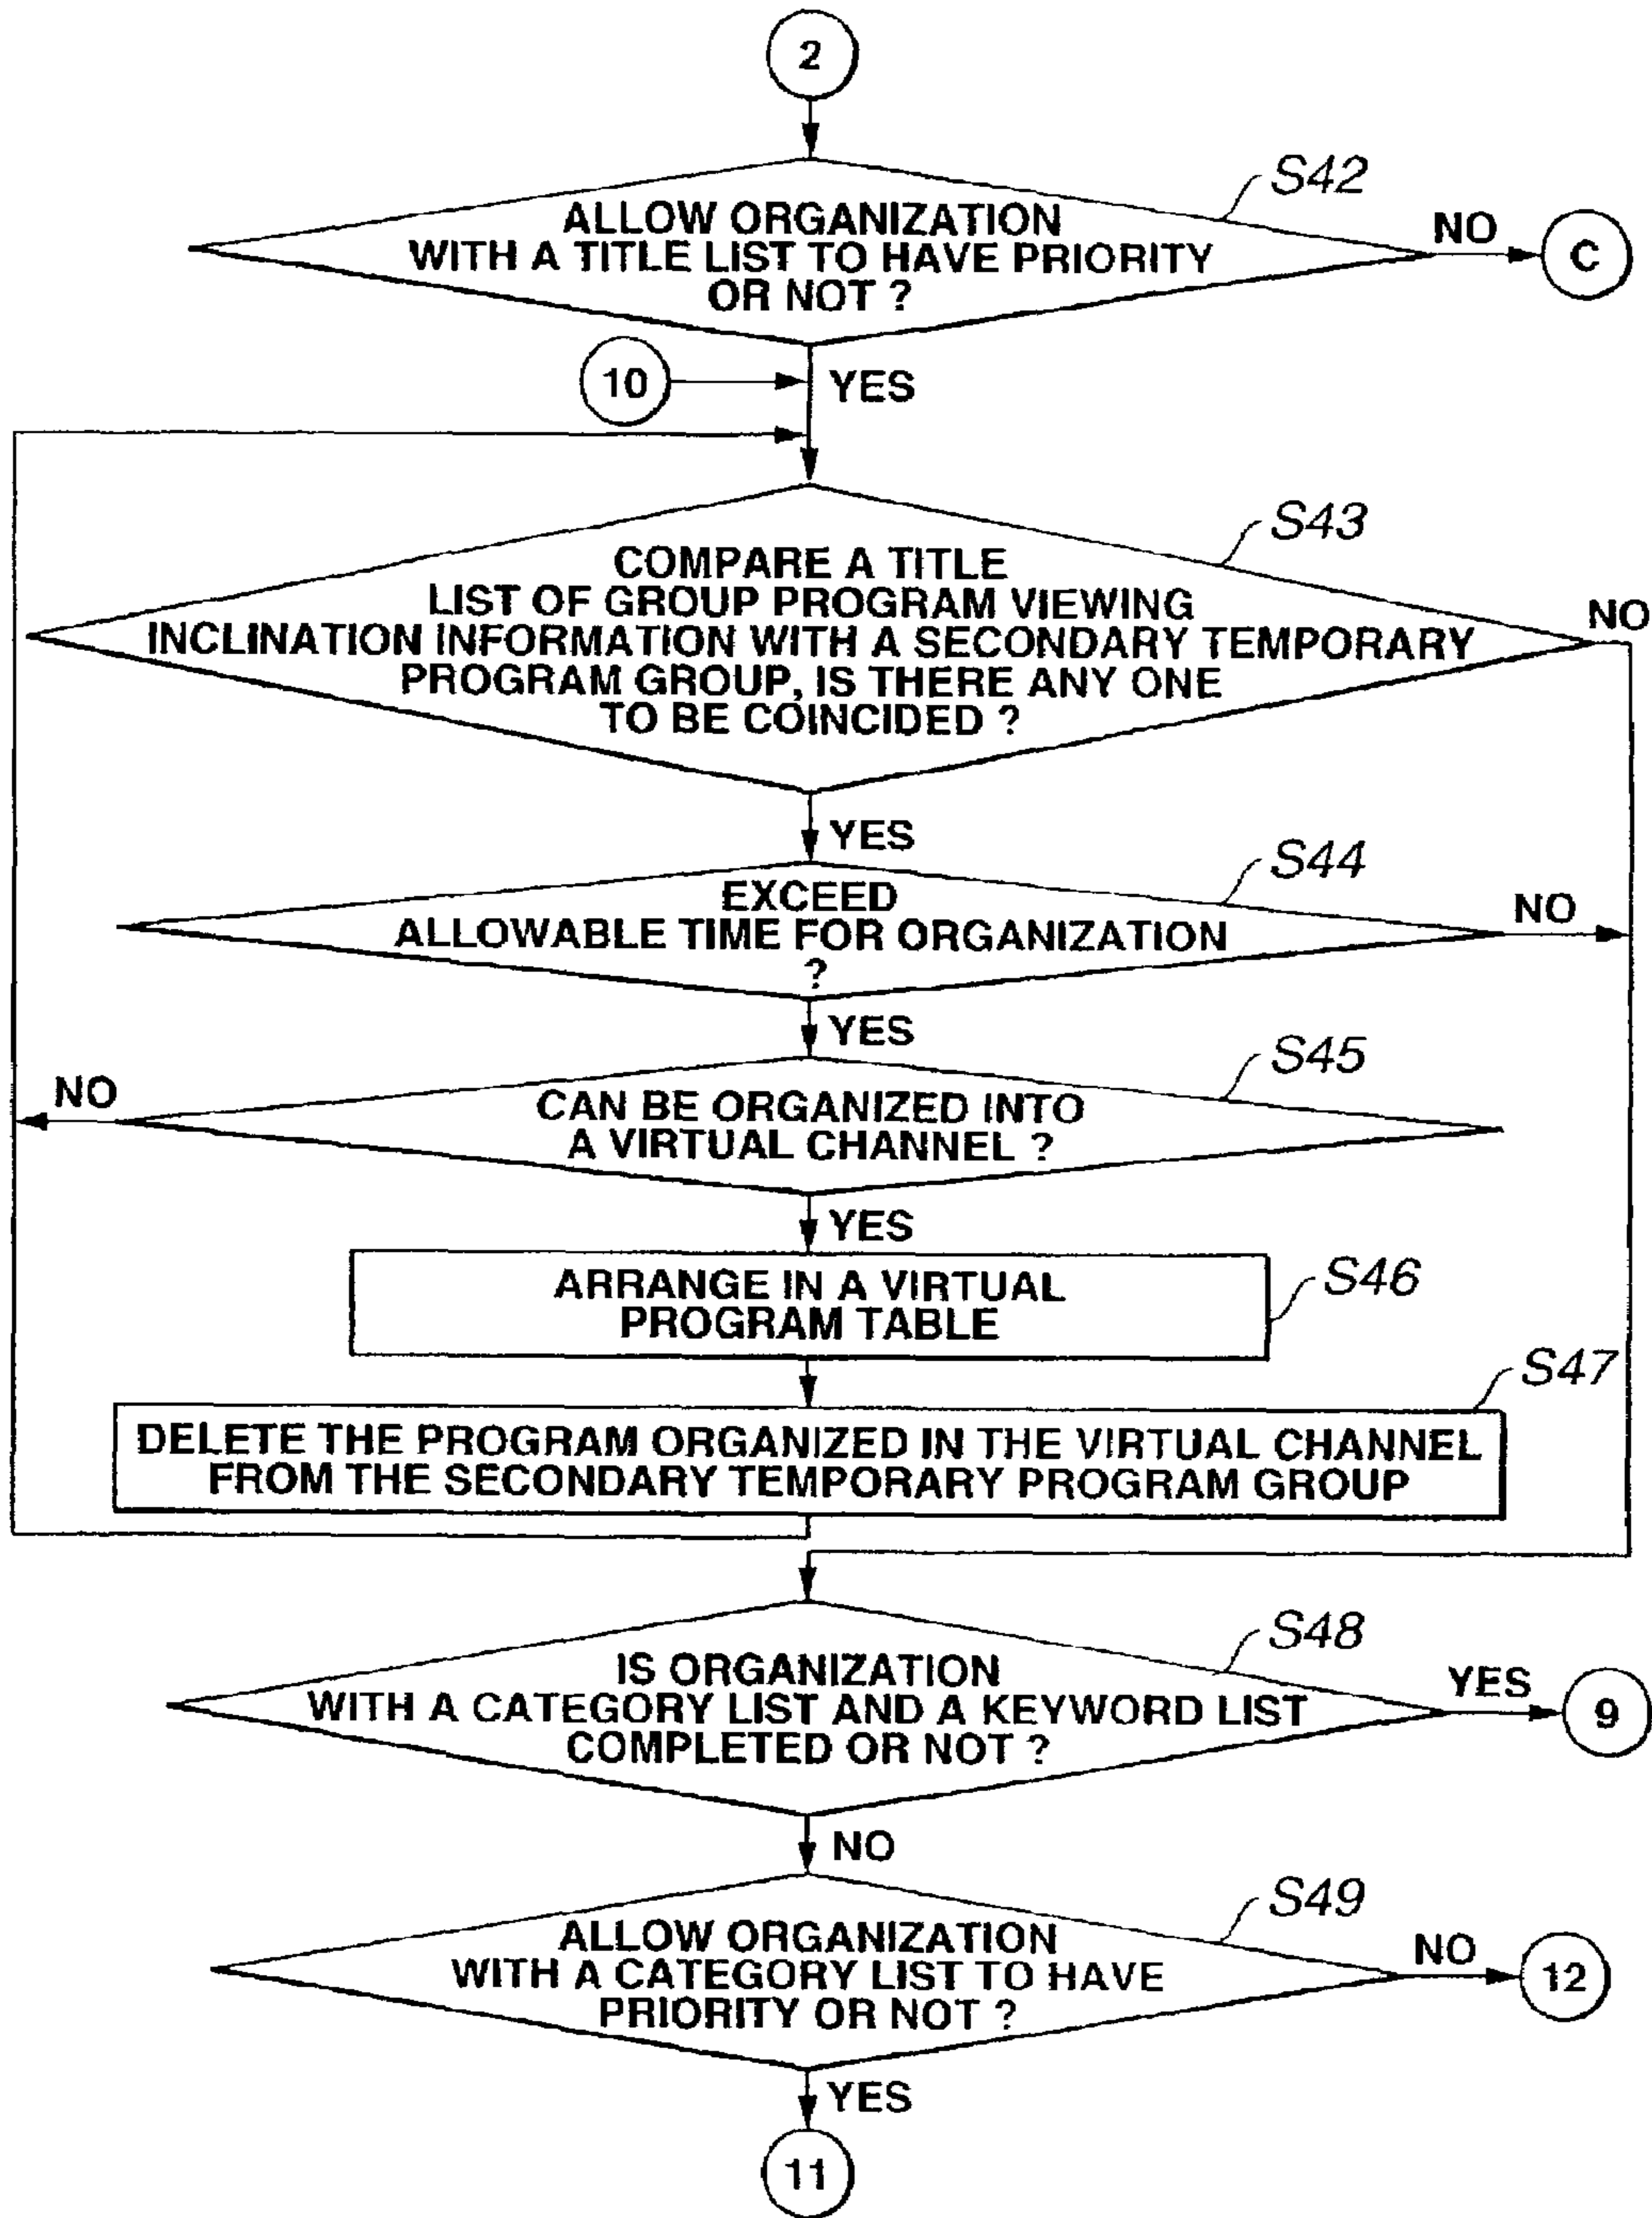 2
S42
ALLOW ORGANIZATION
WITH A TITLE LIST TO HAVE PRIORITY
OR NOT ?
NO
C
10
YES
S43
COMPARE A TITLE
LIST OF GROUP PROGRAM VIEWING
INCLINATION INFORMATION WITH A SECONDARY TEMPORARY
PROGRAM GROUP, IS THERE ANY ONE
TO BE COINCIDED ?
NO
YES
S44
EXCEED
ALLOWABLE TIME FOR ORGANIZATION
?
NO
YES
S45
CAN BE ORGANIZED INTO
A VIRTUAL CHANNEL ?
NO
YES
S46
ARRANGE IN A VIRTUAL
PROGRAM TABLE
S47
DELETE THE PROGRAM ORGANIZED IN THE VIRTUAL CHANNEL
FROM THE SECONDARY TEMPORARY PROGRAM GROUP
S48
IS ORGANIZATION
WITH A CATEGORY LIST AND A KEYWORD LIST
COMPLETED OR NOT ?
YES
9
NO
S49
ALLOW ORGANIZATION
WITH A CATEGORY LIST TO HAVE
PRIORITY OR NOT ?
NO
12
YES
11